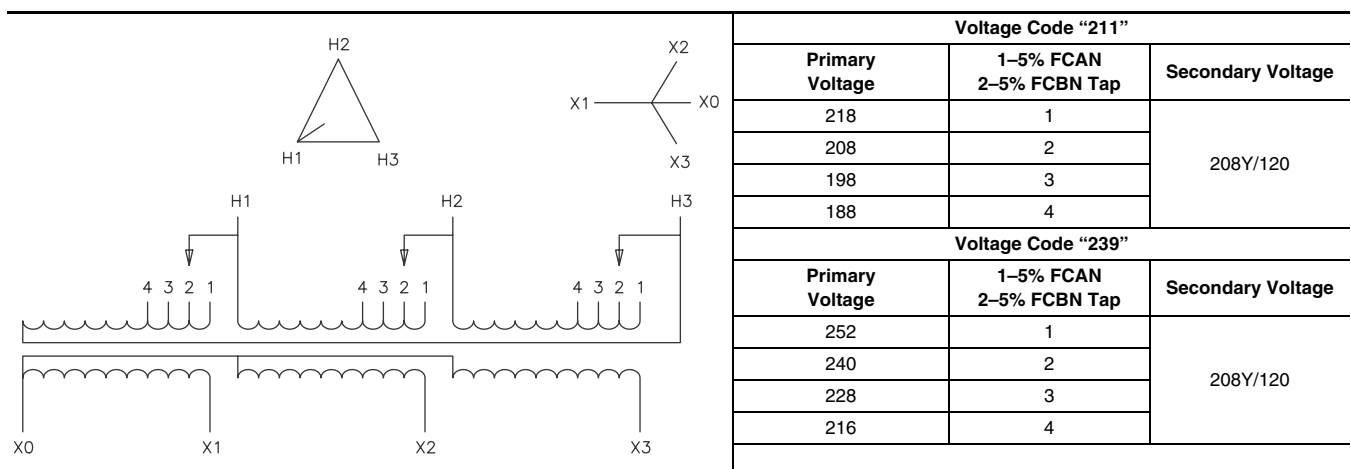 H2
H1
H3
X2
X1
X0
X3
H1
H2
H3
4 3 2 1
4 3 2 1
4 3 2 1
X0
X1
X2
X3
Voltage Code “211”
Primary
Voltage
1–5% FCAN
2–5% FCBN Tap
Secondary Voltage
218 1
208 2
198 3
188 4
208Y/120
Voltage Code “239”
Primary
Voltage
1–5% FCAN
2–5% FCBN Tap
Secondary Voltage
252 1
240 2
228 3
216 4
208Y/120